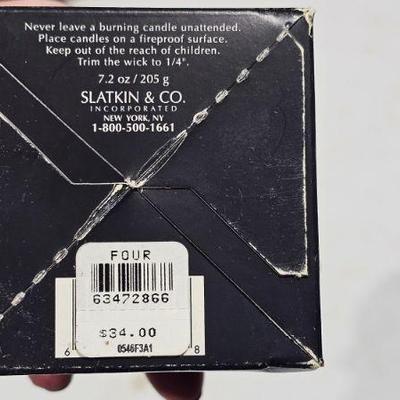 Never leave a burning candle unattended.
Place candles on a fireproof surface.
Keep out of the reach of children.
Trim the wick to 1/4".
7.2 oz / 205 g
SLATKIN & CO.
INCORPORATED
NEW YORK, NY
1-800-500-1661
FOUR
63472866
$34.00
6 0546F3A1 8